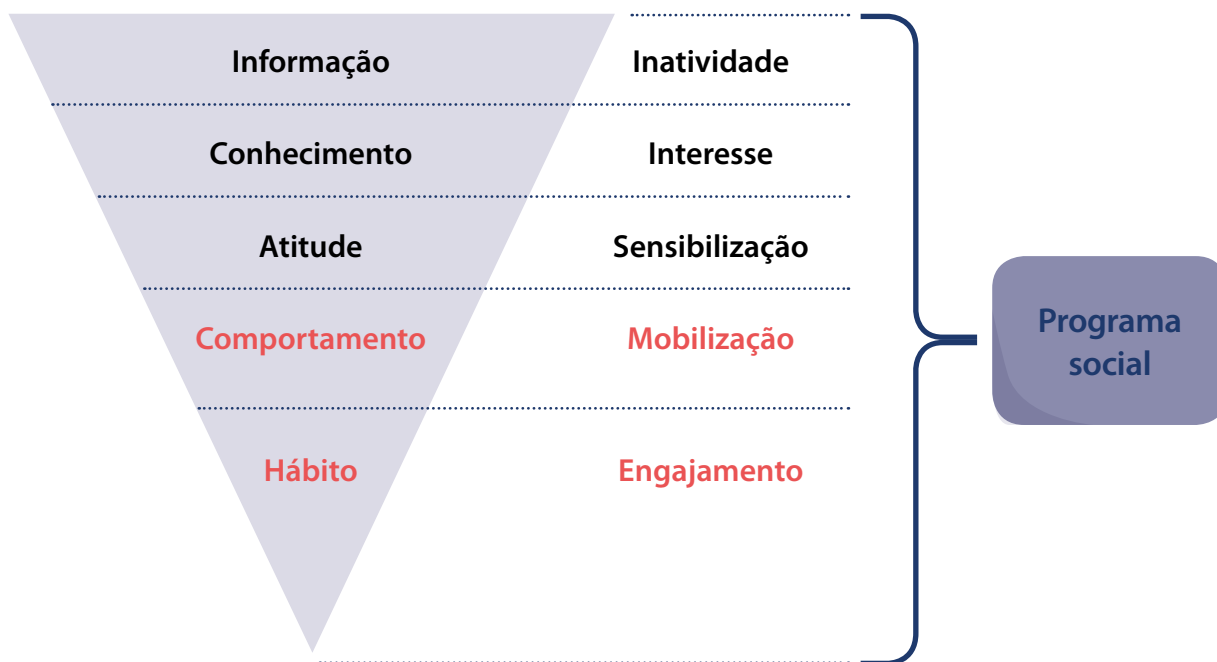 Informação
Inatividade
Conhecimento
Interesse
Atitude
Sensibilização
Comportamento
Mobilização
Hábito
Engajamento
Programa
social